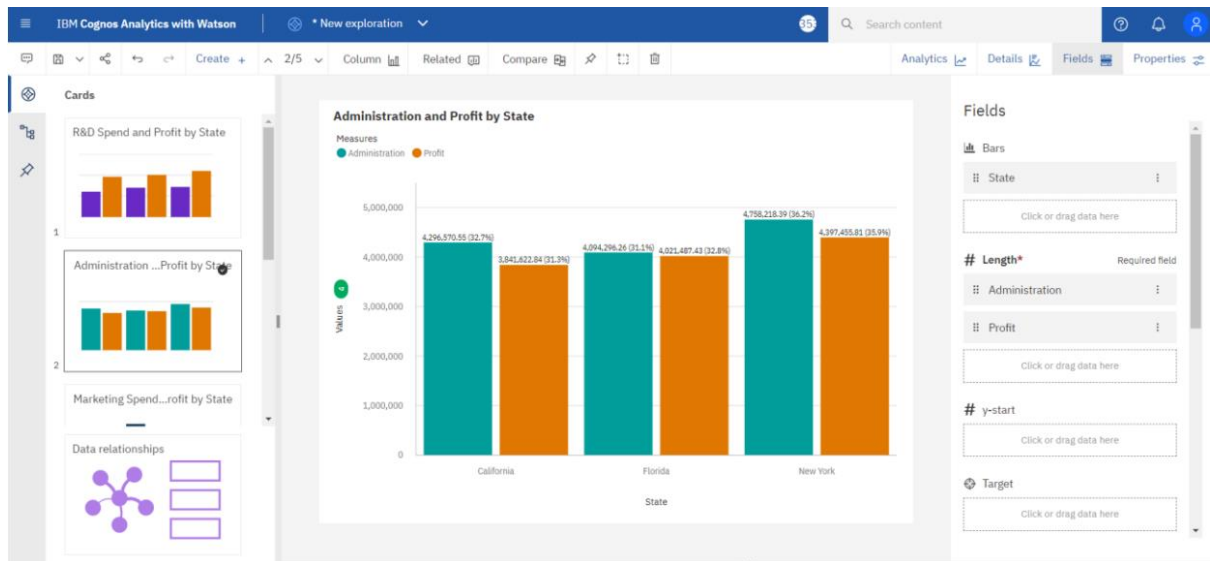 IBM Cognos Analytics with Watson
* New exploration
Search content
Create +
2/5
Column
Related
Compare
Analytics
Details
Fields
Properties
Cards
R&D Spend and Profit by State
1
Administration ...Profit by State
2
Marketing Spend...rofit by State
Data relationships
Administration and Profit by State
Measures
Administration
Profit
Values
5,000,000
4,000,000
3,000,000
2,000,000
1,000,000
0
4,296,570.55 (32.7%)
3,841,622.84 (31.3%)
4,094,296.26 (31.1%)
4,021,487.43 (32.8%)
4,758,218.39 (36.2%)
4,397,455.81 (35.9%)
California
Florida
New York
State
Fields
Bars
State
Click or drag data here
# Length*
Required field
Administration
Profit
Click or drag data here
# y-start
Click or drag data here
Target
Click or drag data here